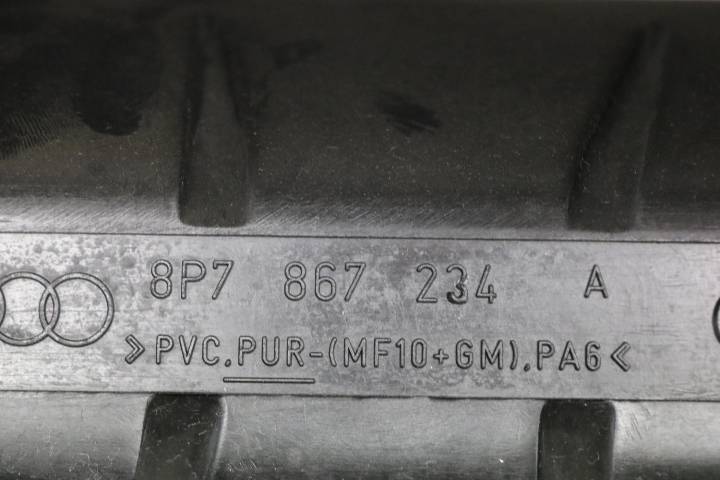 8P7 867 234 A
>PVC.PUR-(MF10+GM).PA6<